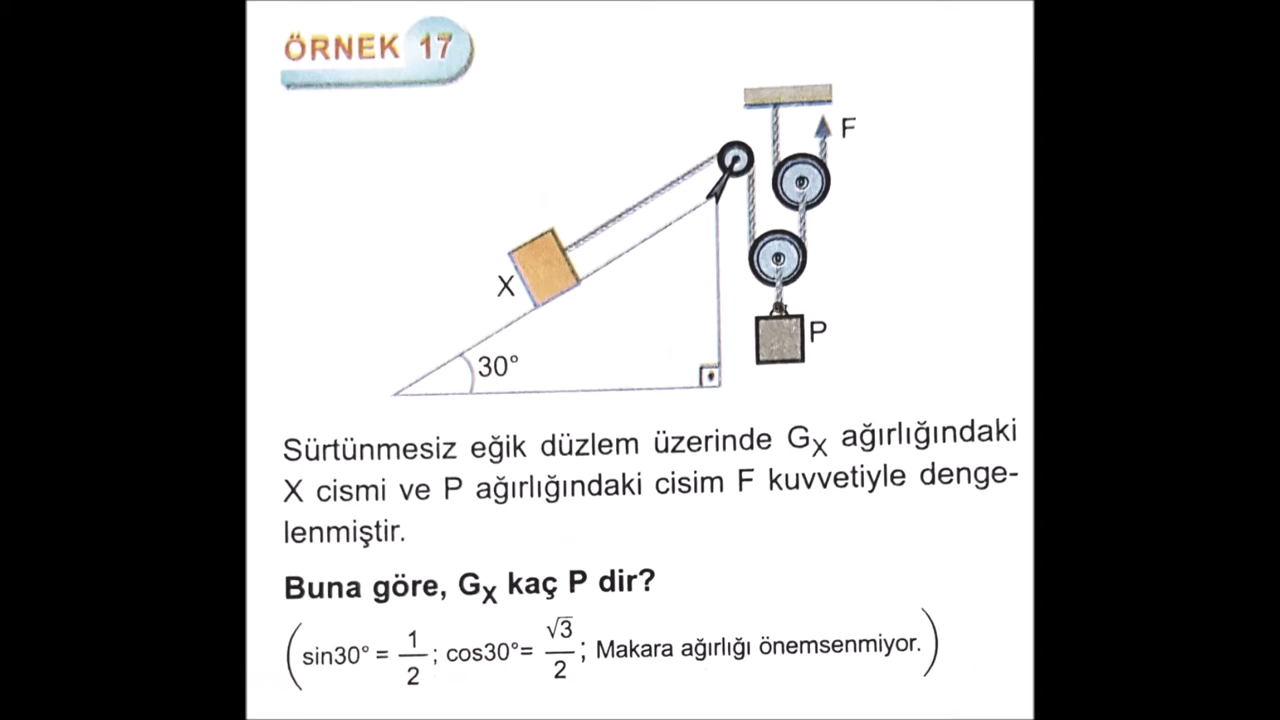 ÖRNEK 17
F
X
P
30°
Sürtünmesiz eğik düzlem üzerinde Gₓ ağırlığındaki
X cismi ve P ağırlığındaki cisim F kuvvetiyle denge-
lenmiştir.
Buna göre, Gₓ kaç P dir?
(sin30° = 1/2 ; cos30°= √3/2 ; Makara ağırlığı önemsenmiyor.)